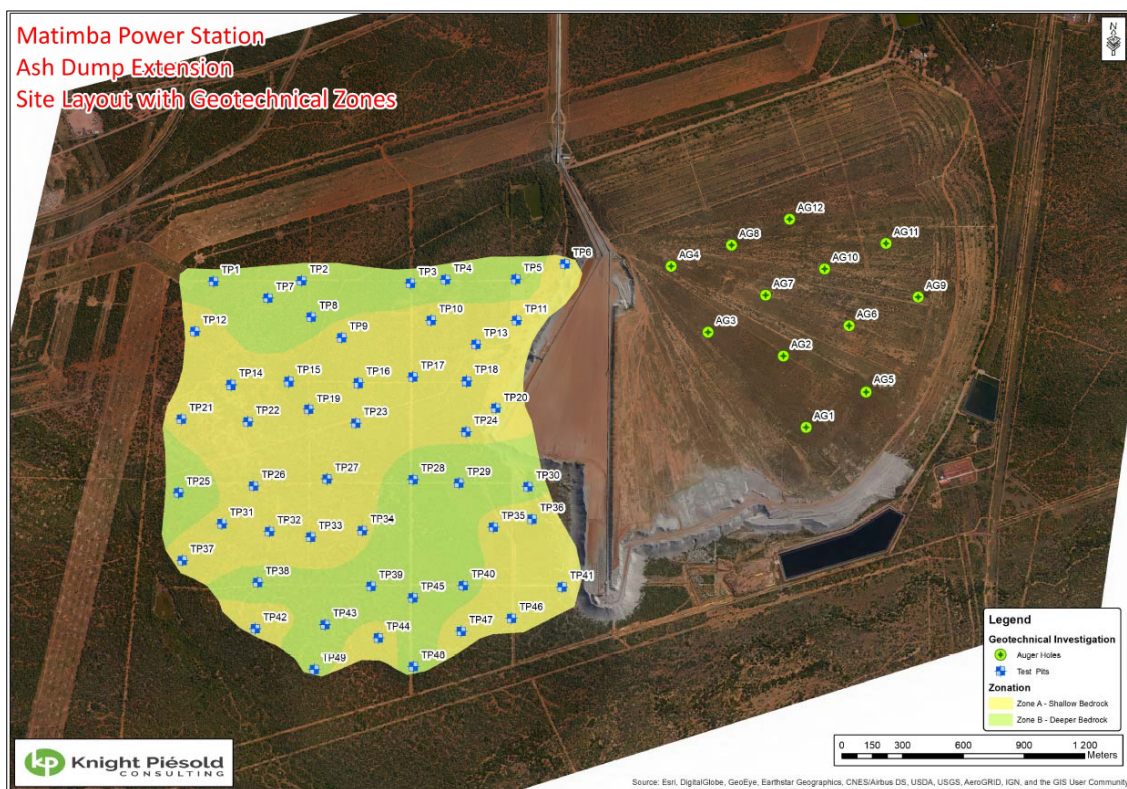 Matimba Power Station
Ash Dump Extension
Site Layout with Geotechnical Zones
N
AG12
AG8
AG11
TP6
AG4
AG10
TP1
TP2
TP3
TP4
TP5
TP7
AG7
AG9
TP8
TP10
TP11
AG6
TP12
TP9
AG3
TP13
AG2
TP14
TP15
TP16
TP17
TP18
AG5
TP19
TP20
TP21
TP22
TP23
AG1
TP24
TP25
TP26
TP27
TP28
TP29
TP30
TP31
TP32
TP33
TP34
TP35
TP36
TP37
TP38
TP39
TP40
TP41
TP45
TP42
TP43
TP44
TP47
TP46
TP49
TP48
Legend
Geotechnical Investigation
Auger Holes
Test Pits
Zonation
Zone A - Shallow Bedrock
Zone B - Deeper Bedrock
0 150 300 600 900 1 200
Meters
kp Knight Piésold
CONSULTING
Source: Esri, DigitalGlobe, GeoEye, Earthstar Geographics, CNES/Airbus DS, USDA, USGS, AeroGRID, IGN, and the GIS User Community